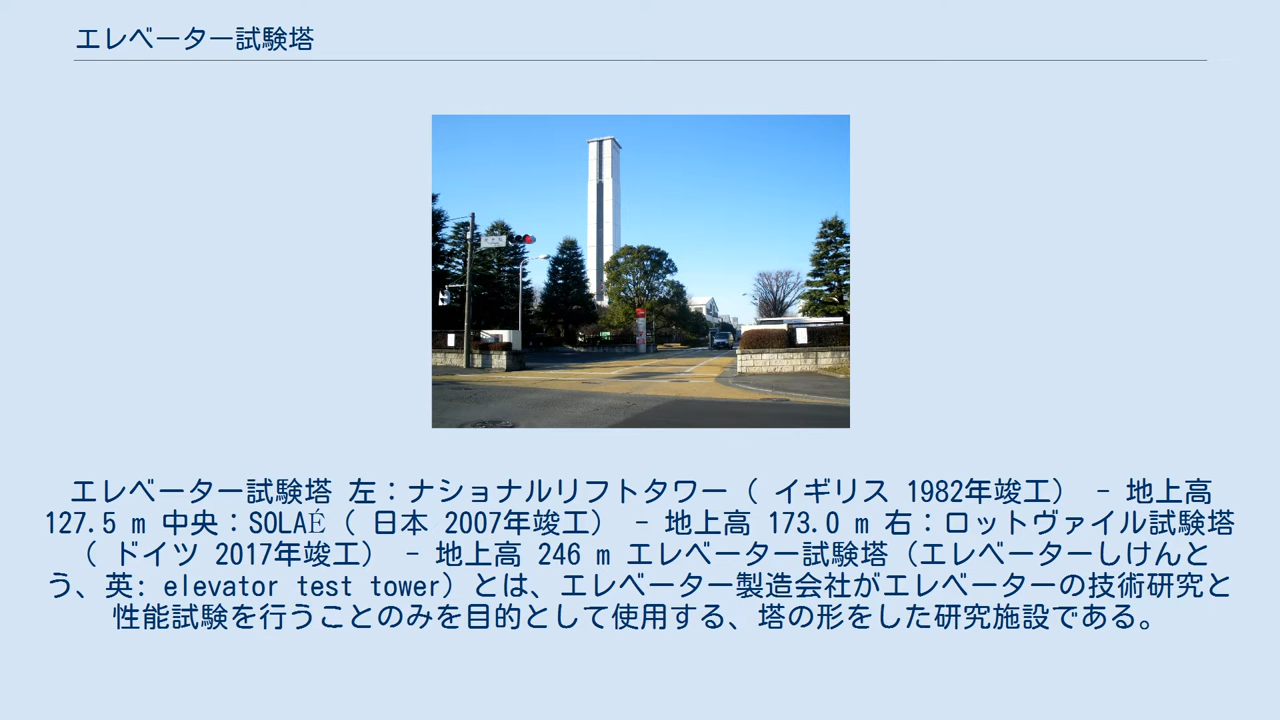 エレベーター試験塔
エレベーター試験塔 左：ナショナルリフトタワー（ イギリス 1982年竣工） - 地上高
127.5 m 中央：SOLAÉ（ 日本 2007年竣工） - 地上高 173.0 m 右：ロットヴァイル試験塔
（ ドイツ 2017年竣工） - 地上高 246 m エレベーター試験塔（エレベーターしけんと
う、英: elevator test tower）とは、エレベーター製造会社がエレベーターの技術研究と
性能試験を行うことのみを目的として使用する、塔の形をした研究施設である。